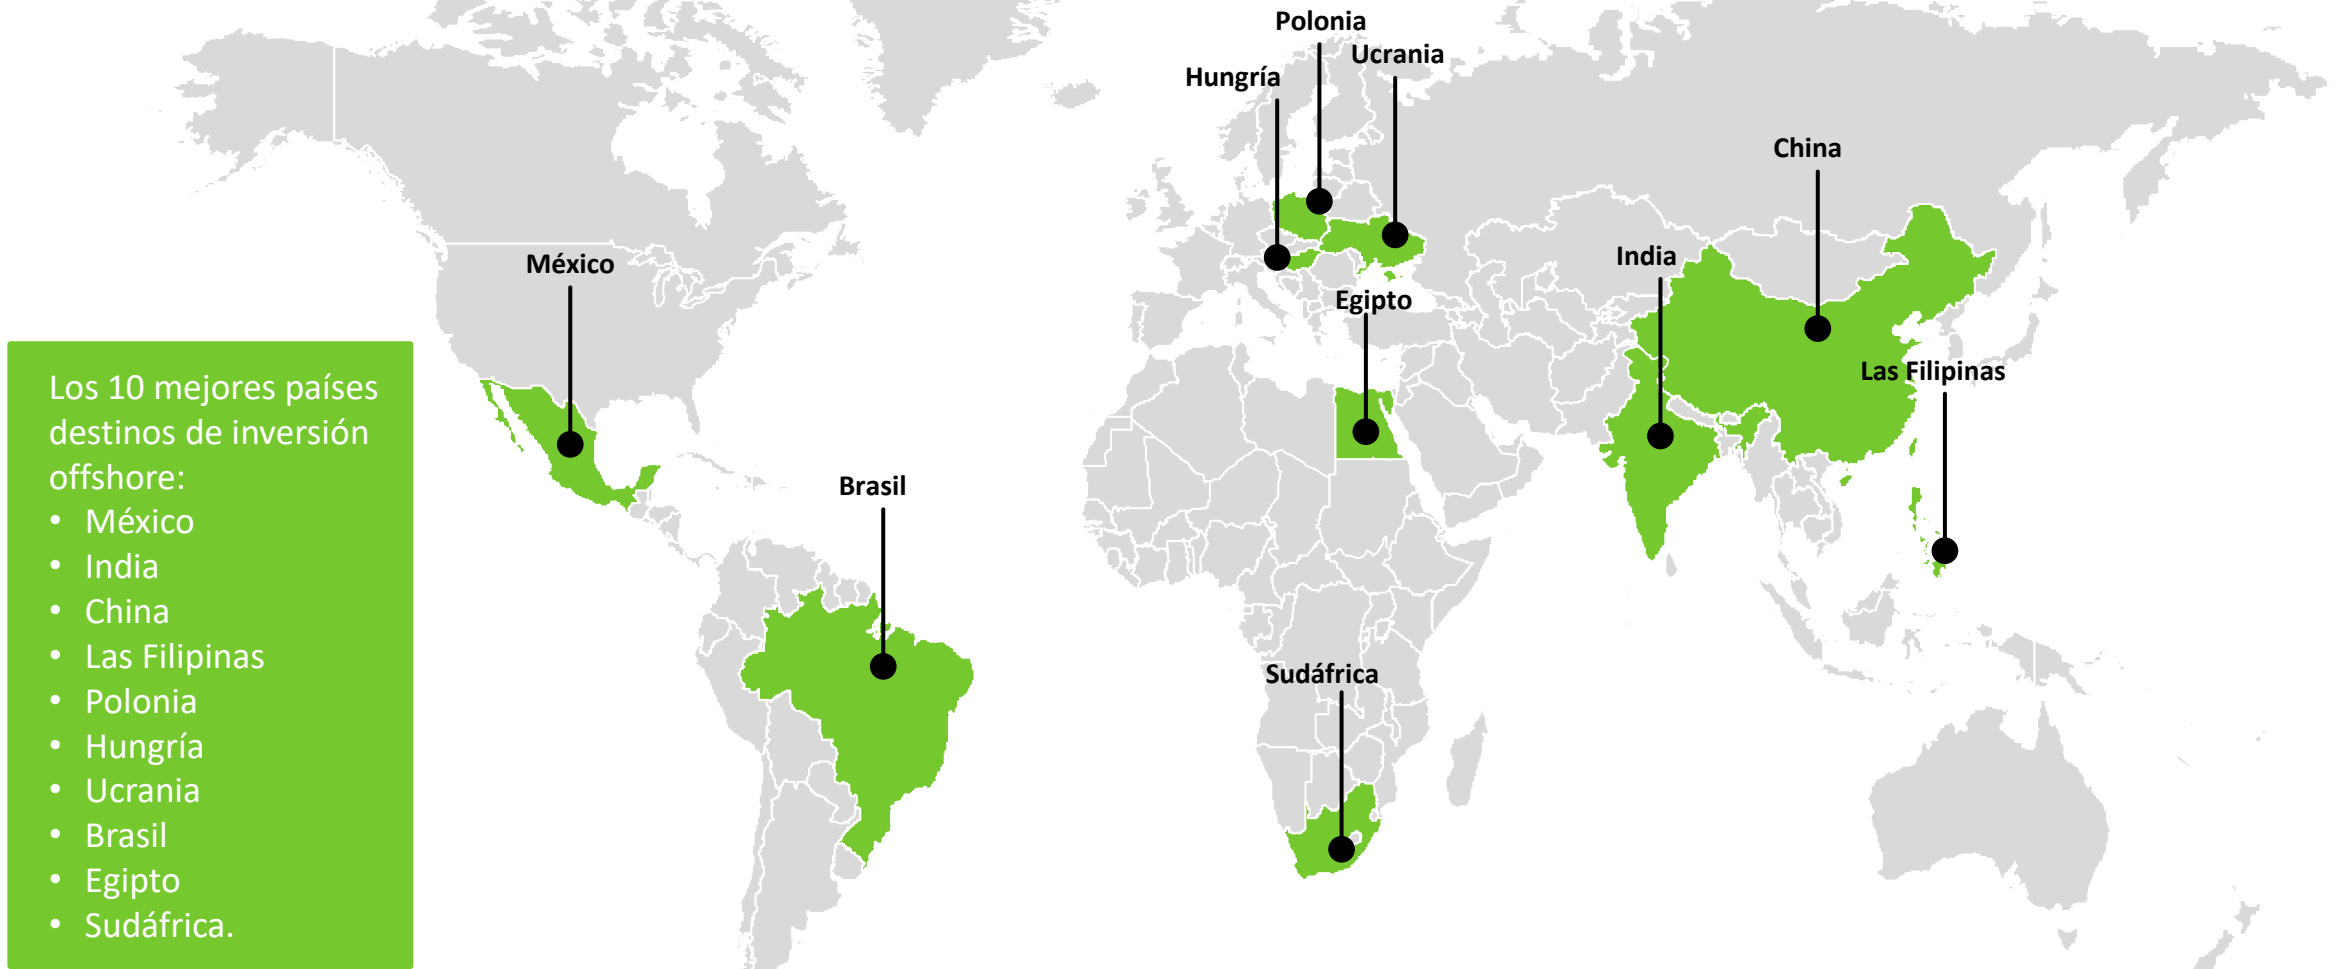 Polonia
Ucrania
Hungría
China
India
México
Egipto
Las Filipinas
Brasil
Sudáfrica
Los 10 mejores países
destinos de inversión
offshore:
• México
• India
• China
• Las Filipinas
• Polonia
• Hungría
• Ucrania
• Brasil
• Egipto
• Sudáfrica.